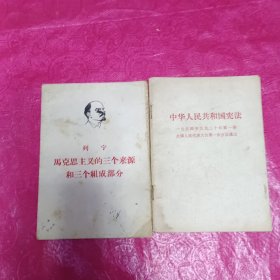 列宁
馬克思主义的三个来源
和三个組成部分
中华人民共和国宪法
一九五四年九月二十日第一届
全国人民代表大会第一次会议通过